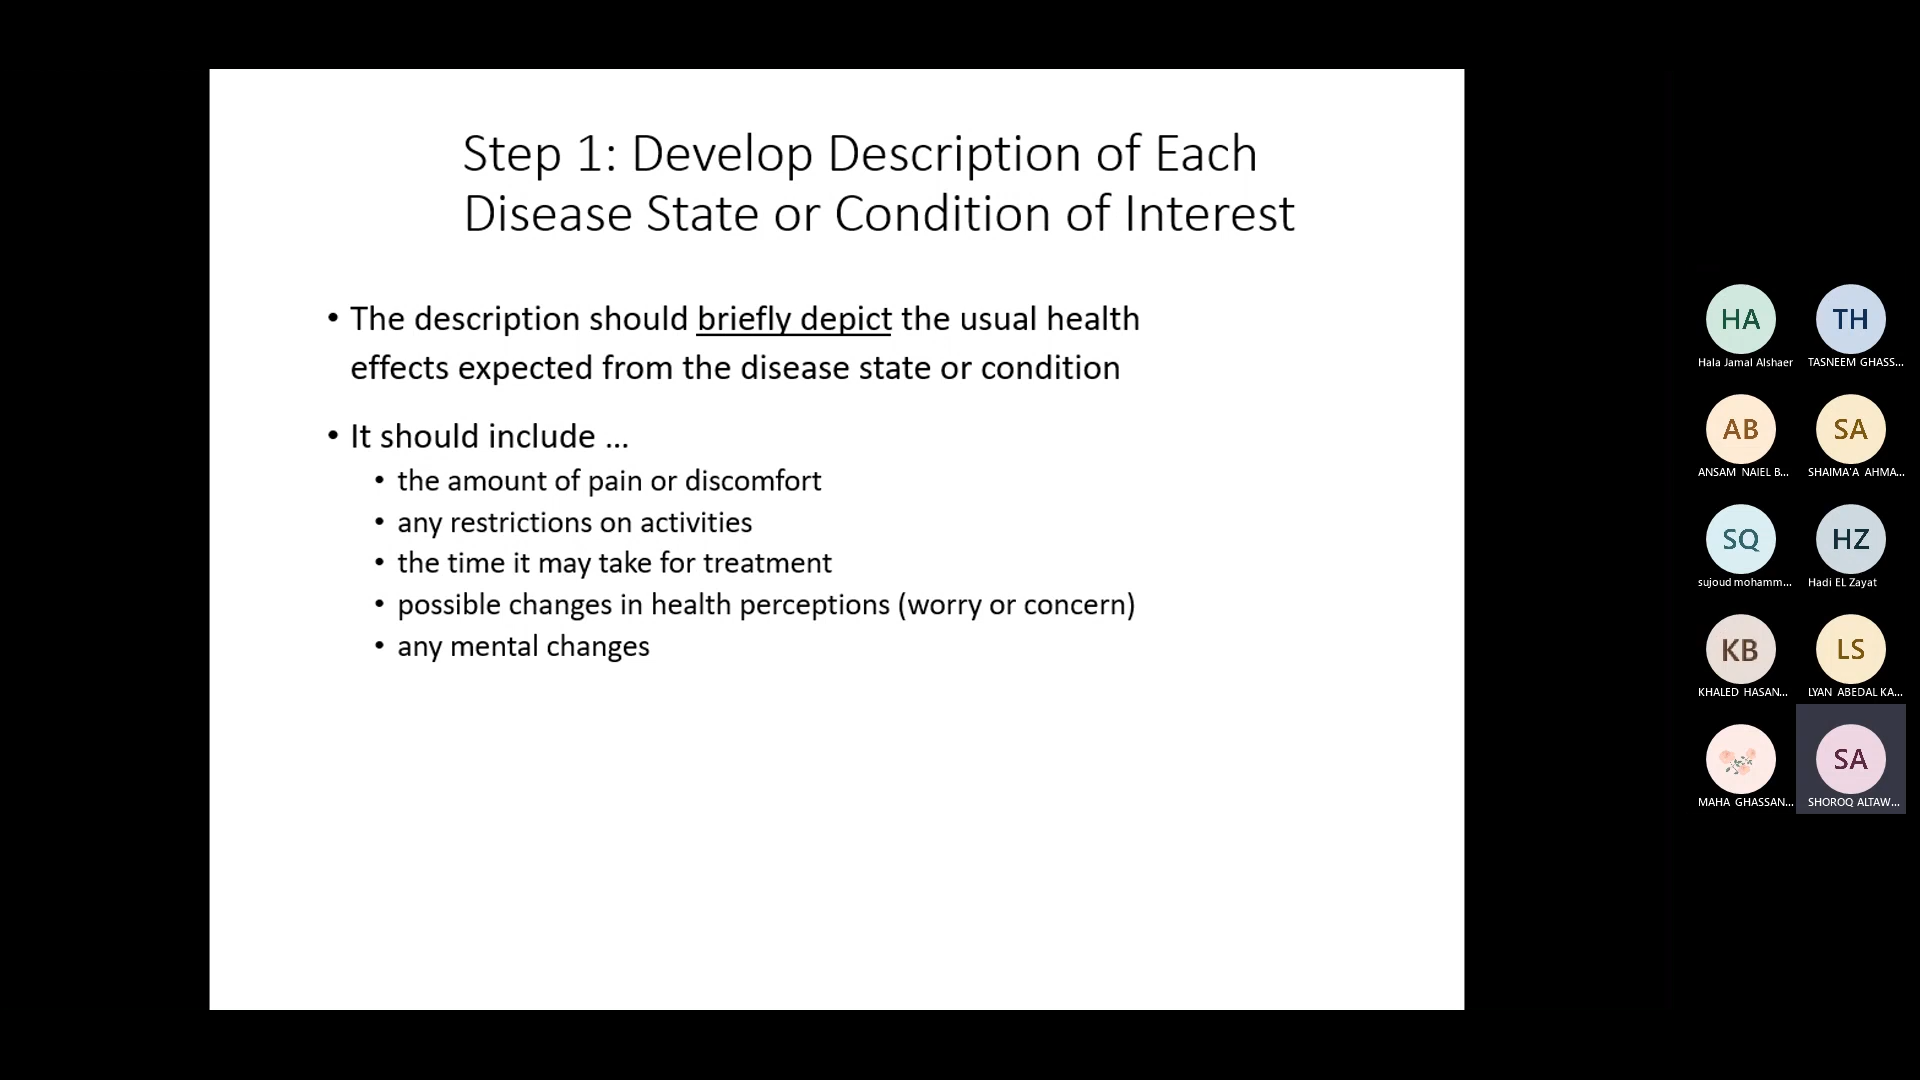 Step 1: Develop Description of Each
Disease State or Condition of Interest
• The description should briefly depict the usual health
effects expected from the disease state or condition
• It should include ...
• the amount of pain or discomfort
• any restrictions on activities
• the time it may take for treatment
• possible changes in health perceptions (worry or concern)
• any mental changes
HA
TH
Hala Jamal Alshaer
TASNEEM GHASS...
AB
SA
ANSAM NAIEL B...
SHAIMA'A AHMA...
SQ
HZ
sujoud mohamm...
Hadi EL Zayat
KB
LS
KHALED HASAN...
LYAN ABEDAL KA...
SA
MAHA GHASSAN...
SHOROQ ALTAW...